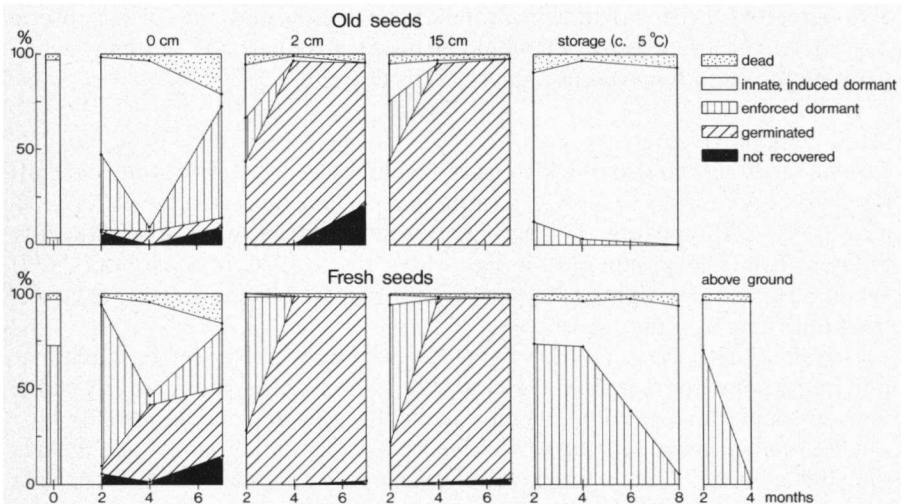 Old seeds
% 0 cm 2 cm 15 cm storage (c. 5 °C)
100
50
0
dead
innate, induced dormant
enforced dormant
germinated
not recovered
Fresh seeds
% above ground
100
50
0
0 2 4 6 2 4 6 2 4 6 2 4 6 8 2 4 months